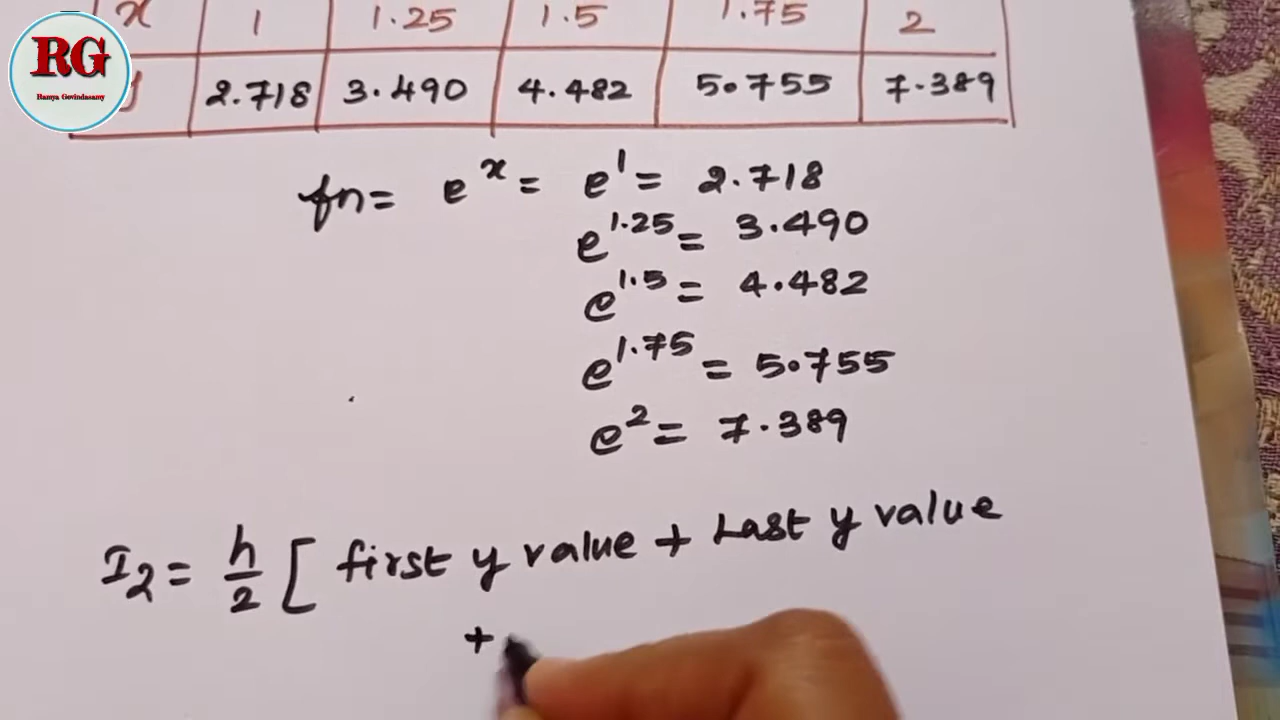 RG
Ramya Govindasamy
x 1 1.25 1.5 1.75 2
y 2.718 3.490 4.482 5.755 7.389
fn= e^x = e^1 = 2.718
e^1.25 = 3.490
e^1.5 = 4.482
e^1.75 = 5.755
e^2 = 7.389
I2 = h/2 [ first y value + Last y value
+